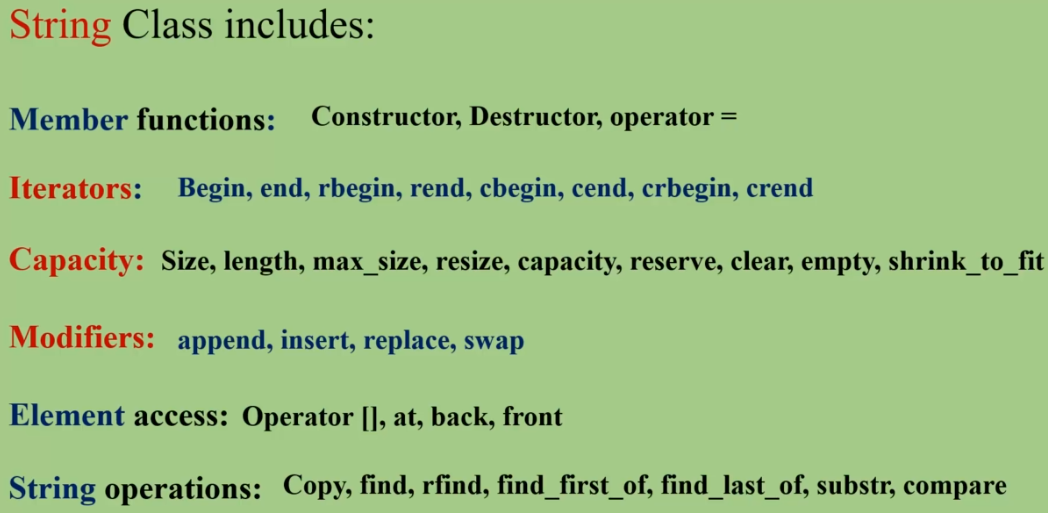 String Class includes:
Member functions: Constructor, Destructor, operator =
Iterators: Begin, end, rbegin, rend, cbegin, cend, crbegin, crend
Capacity: Size, length, max_size, resize, capacity, reserve, clear, empty, shrink_to_fit
Modifiers: append, insert, replace, swap
Element access: Operator [], at, back, front
String operations: Copy, find, rfind, find_first_of, find_last_of, substr, compare